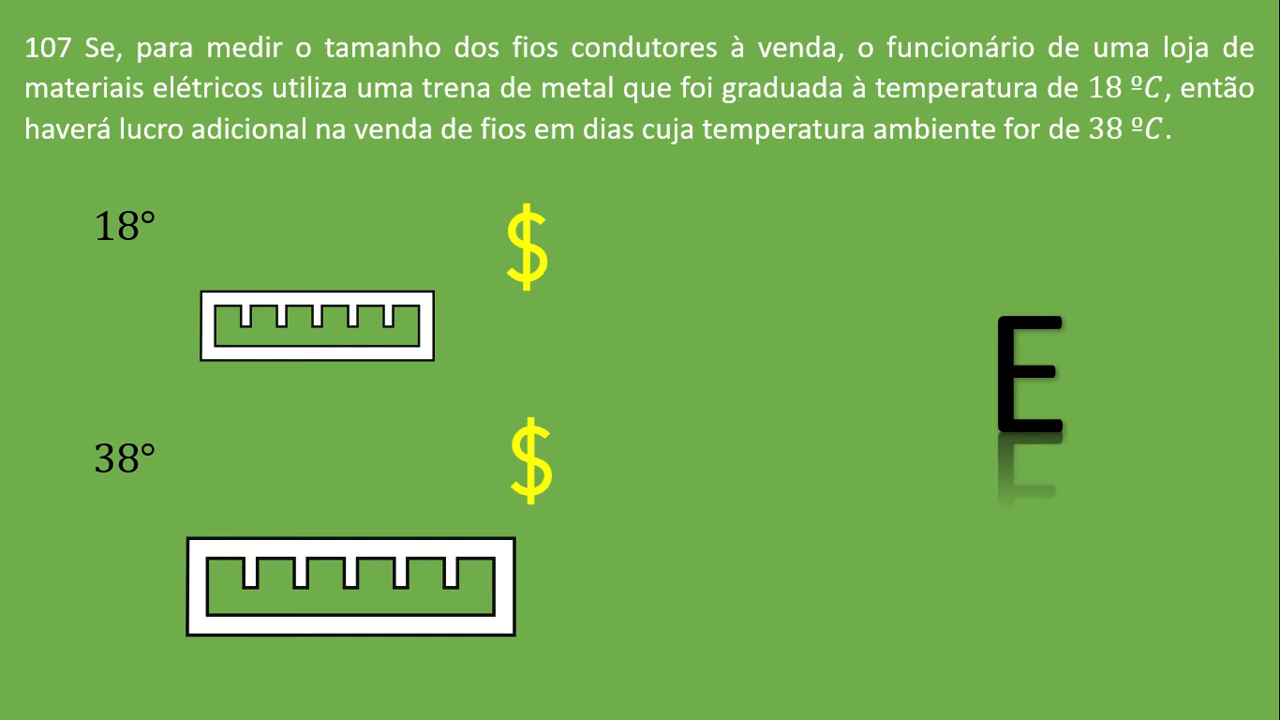 107 Se, para medir o tamanho dos fios condutores à venda, o funcionário de uma loja de
materiais elétricos utiliza uma trena de metal que foi graduada à temperatura de 18 ºC, então
haverá lucro adicional na venda de fios em dias cuja temperatura ambiente for de 38 ºC.
18°
$
E
38°
$